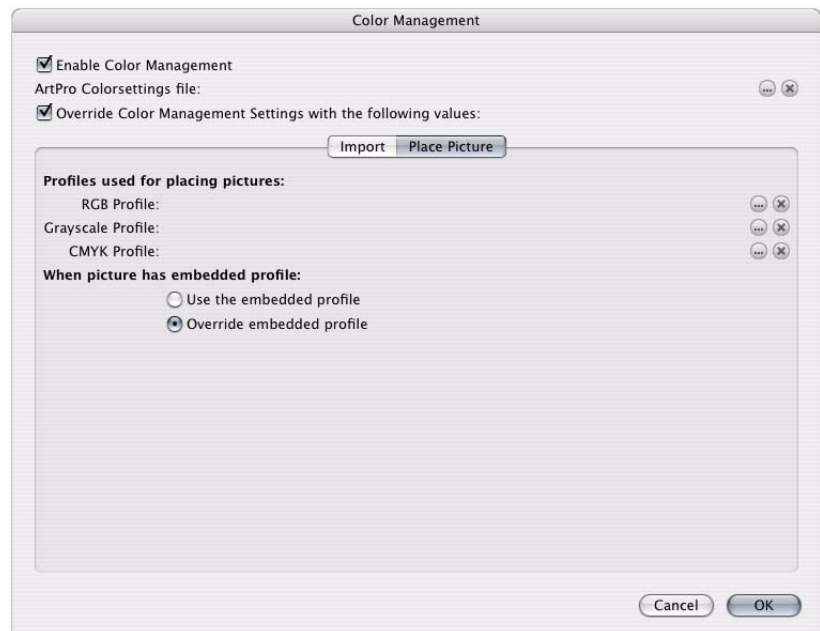 Color Management
Enable Color Management
ArtPro Colorsettings file:
Override Color Management Settings with the following values:
Import Place Picture
Profiles used for placing pictures:
RGB Profile:
Grayscale Profile:
CMYK Profile:
When picture has embedded profile:
Use the embedded profile
Override embedded profile
Cancel OK